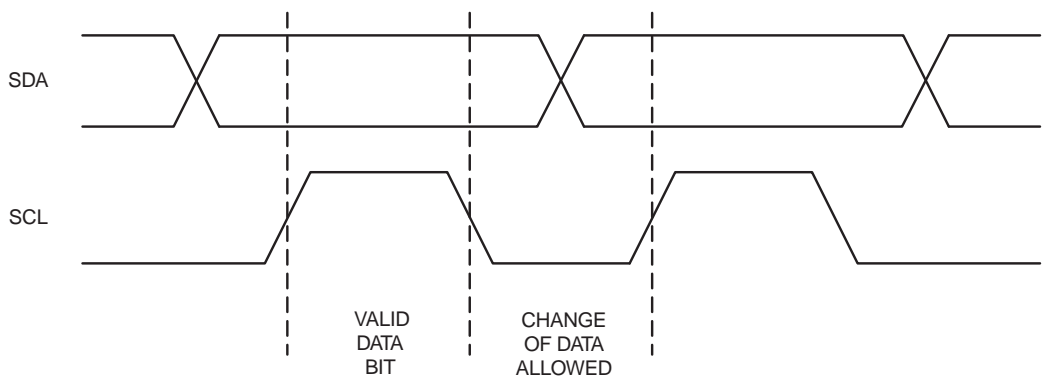 SDA
SCL
VALID
DATA
BIT
CHANGE
OF DATA
ALLOWED